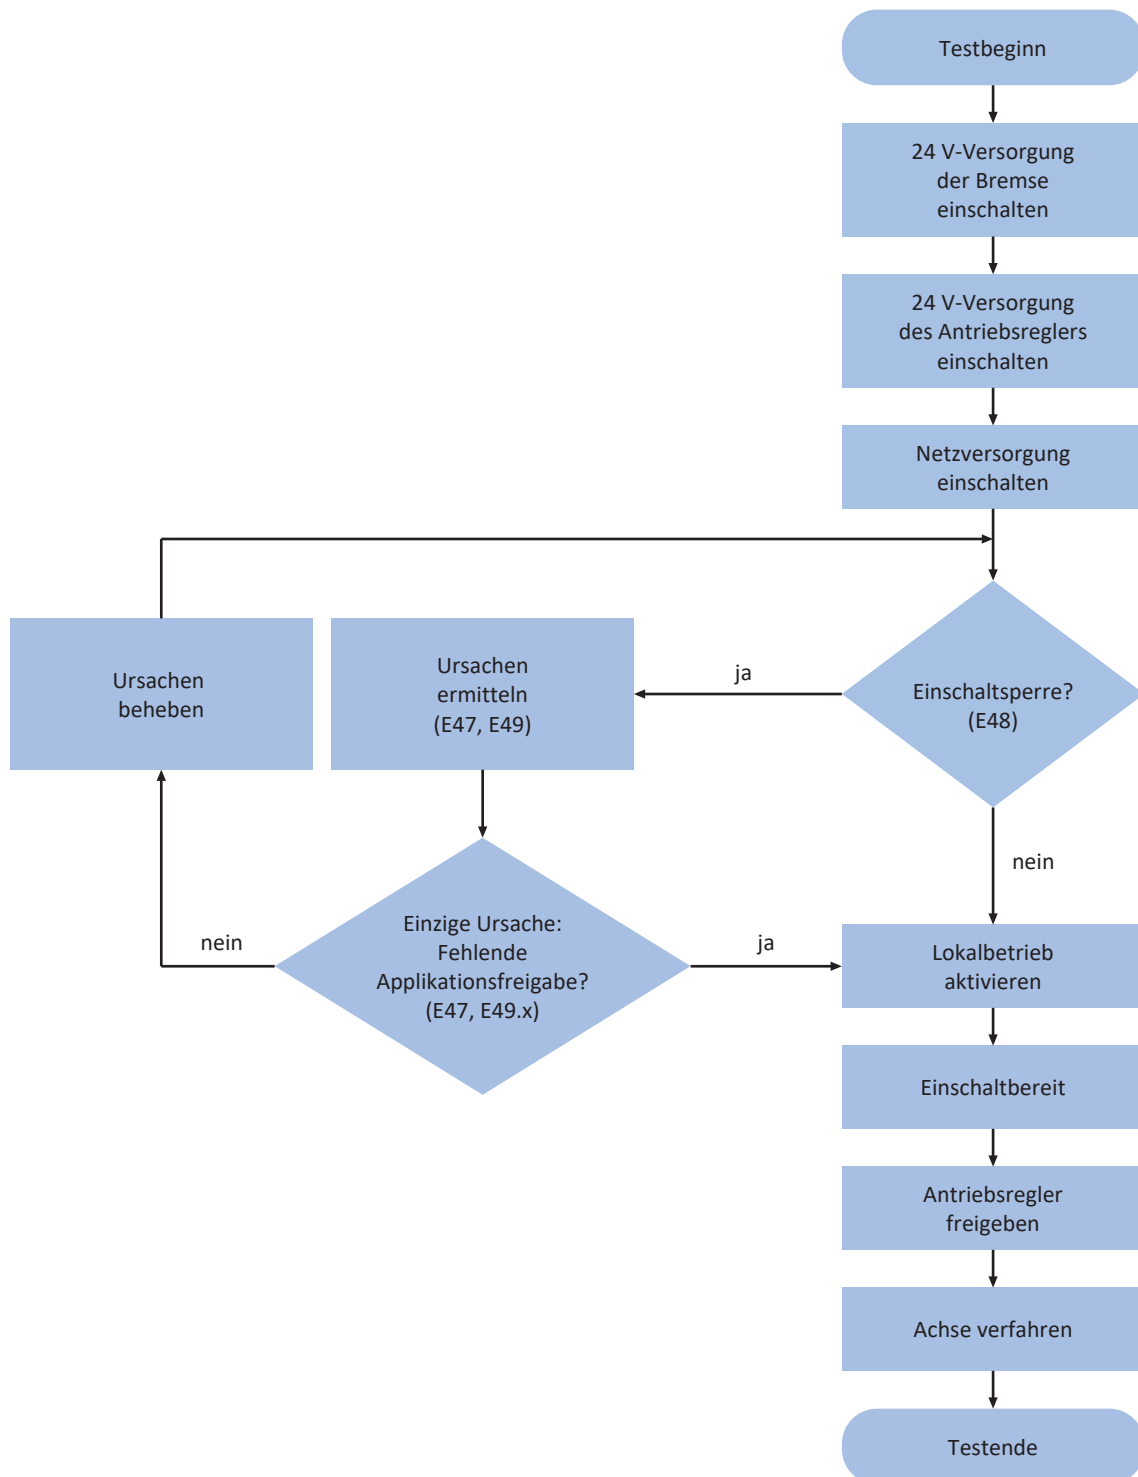 Testbeginn
24 V-Versorgung
der Bremse
einschalten
24 V-Versorgung
des Antriebsreglers
einschalten
Netzversorgung
einschalten
Einschaltsperre?
(E48)
ja
Ursachen
ermitteln
(E47, E49)
Ursachen
beheben
nein
Einzige Ursache:
Fehlende
Applikationsfreigabe?
(E47, E49.x)
nein
ja
Lokalbetrieb
aktivieren
Einschaltbereit
Antriebsregler
freigeben
Achse verfahren
Testende